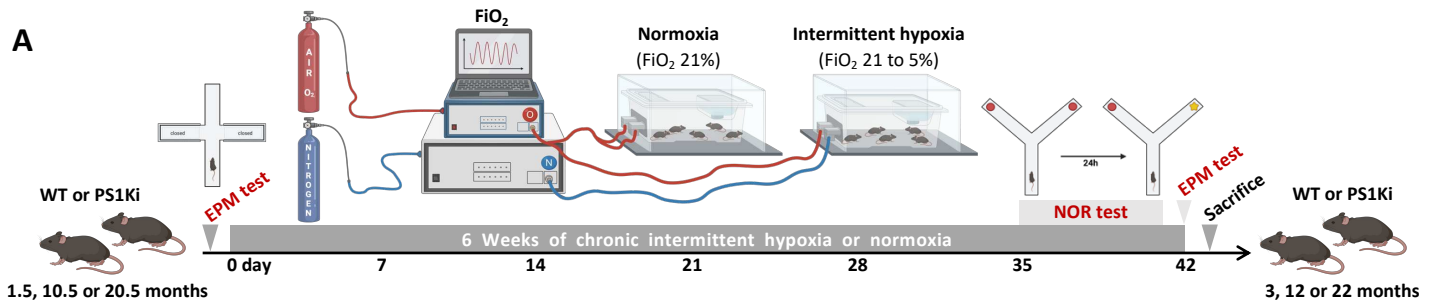 A
FiO2
Normoxia
(FiO2 21%)
Intermittent hypoxia
(FiO2 21 to 5%)
AIR
O2
NITROGEN
O
N
closed
closed
24h
WT or PS1Ki
EPM test
NOR test
EPM test
Sacrifice
WT or PS1Ki
6 Weeks of chronic intermittent hypoxia or normoxia
0 day
7
14
21
28
35
42
1.5, 10.5 or 20.5 months
3, 12 or 22 months